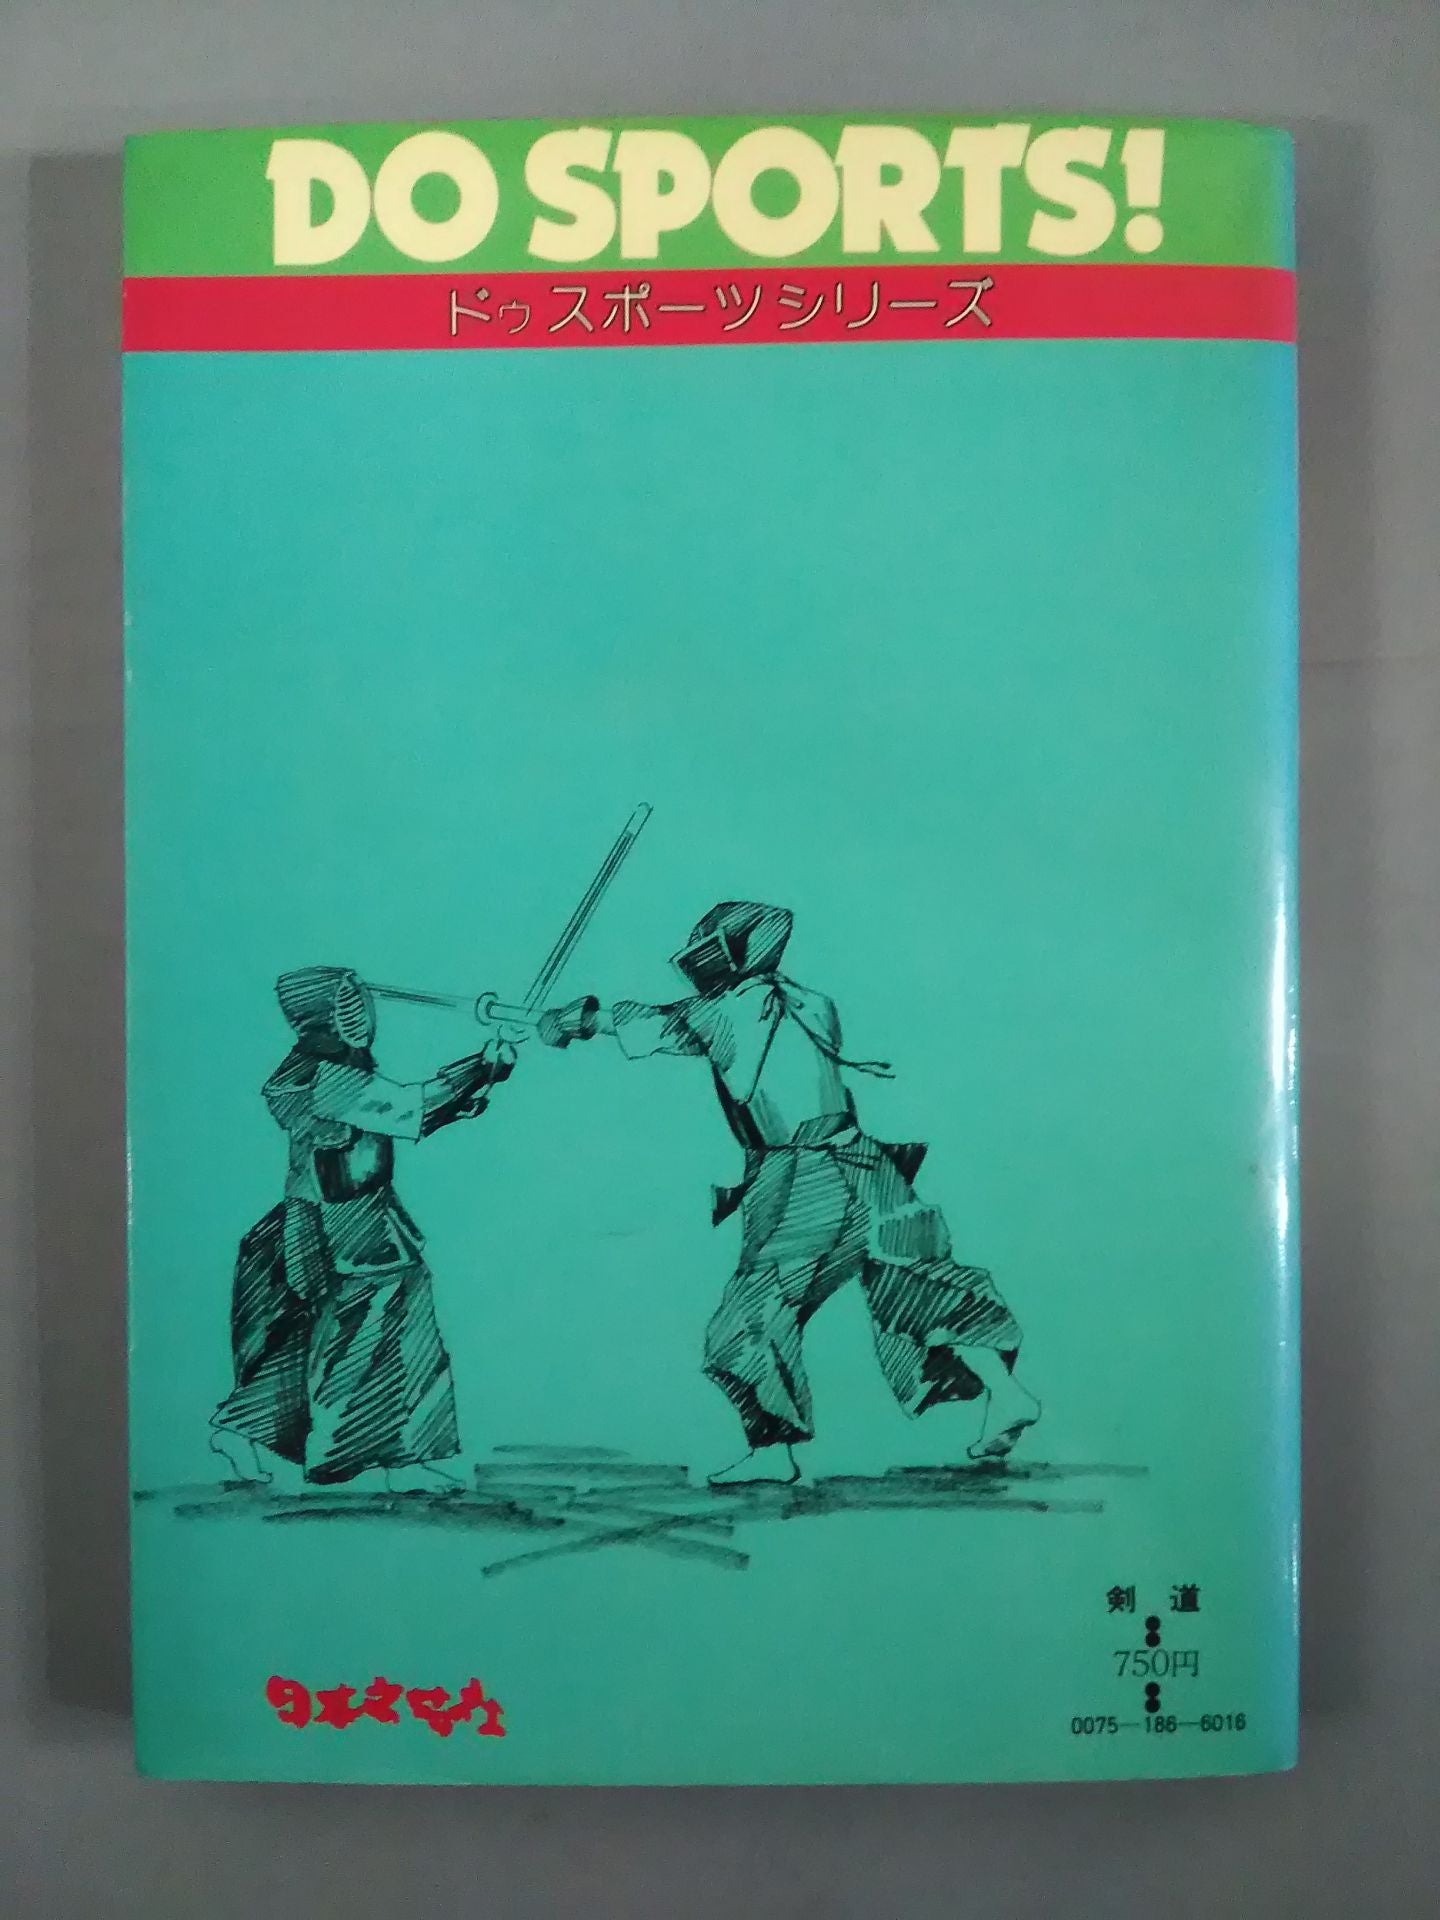 DO SPORTS!
ドゥスポーツシリーズ
剣 道
750円
日本文芸社
0075—186—6016